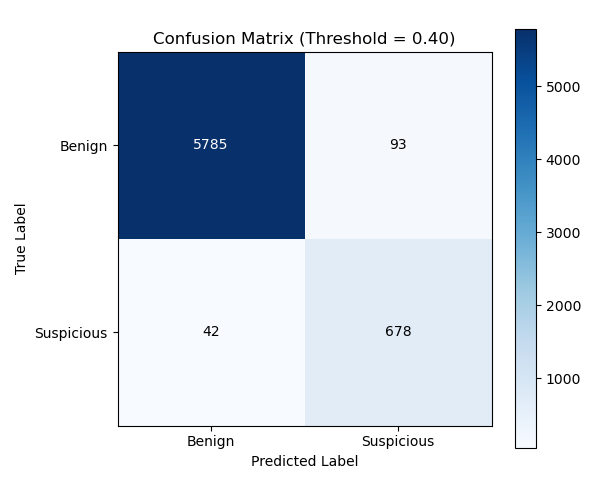 Confusion Matrix (Threshold = 0.40)
True Label
Benign
5785
93
Suspicious
42
678
Benign
Suspicious
Predicted Label
5000
4000
3000
2000
1000